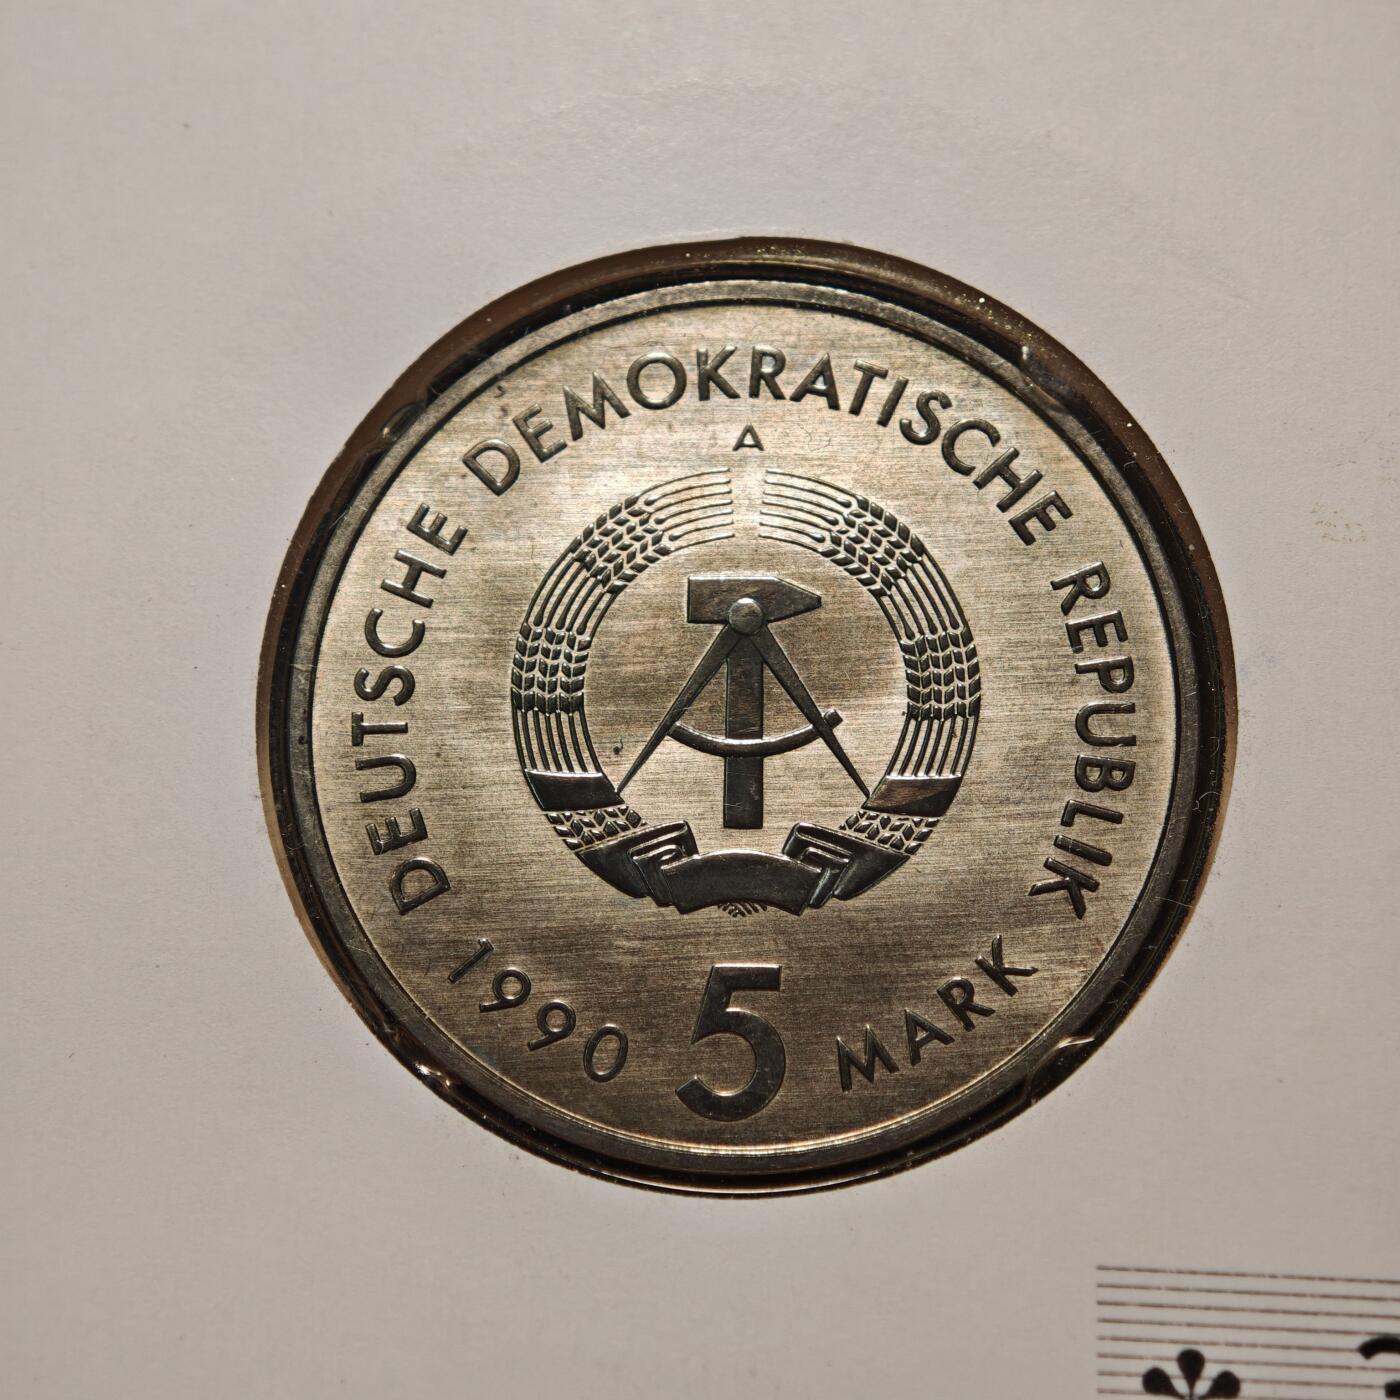 DEUTSCHE DEMOKRATISCHE REPUBLIK
A
1990 5 MARK